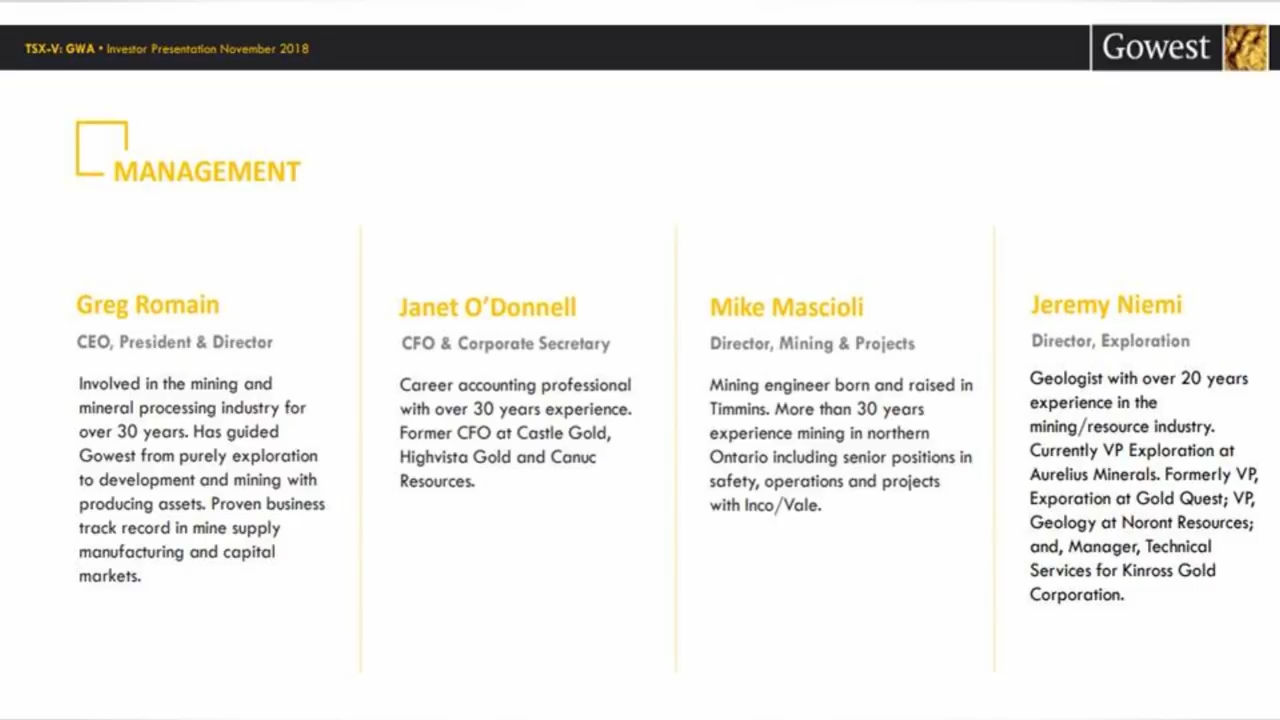 TSX-V: GWA • Investor Presentation November 2018
Gowest
MANAGEMENT
Greg Romain
CEO, President & Director
Involved in the mining and
mineral processing industry for
over 30 years. Has guided
Gowest from purely exploration
to development and mining with
producing assets. Proven business
track record in mine supply
manufacturing and capital
markets.
Janet O'Donnell
CFO & Corporate Secretary
Career accounting professional
with over 30 years experience.
Former CFO at Castle Gold,
Highvista Gold and Canuc
Resources.
Mike Mascioli
Director, Mining & Projects
Mining engineer born and raised in
Timmins. More than 30 years
experience mining in northern
Ontario including senior positions in
safety, operations and projects
with Inco/Vale.
Jeremy Niemi
Director, Exploration
Geologist with over 20 years
experience in the
mining/resource industry.
Currently VP Exploration at
Aurelius Minerals. Formerly VP,
Exporation at Gold Quest; VP,
Geology at Noront Resources;
and, Manager, Technical
Services for Kinross Gold
Corporation.